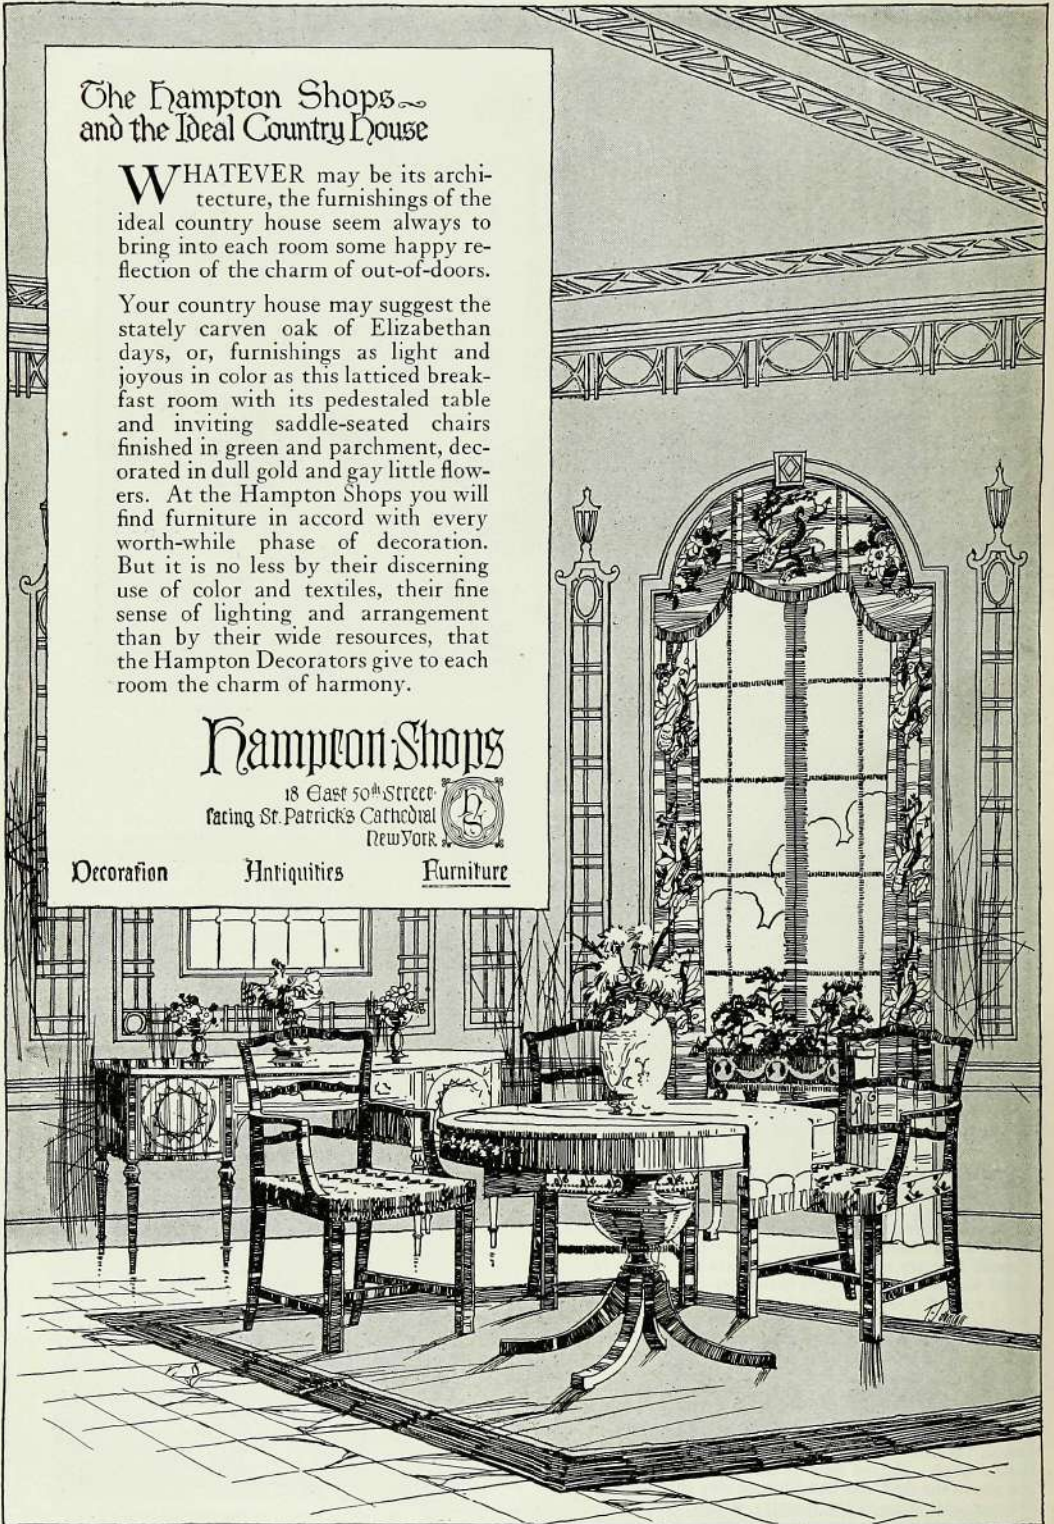 The Hampton Shops
and the Ideal Country House
WHATEVER may be its archi-
tecture, the furnishings of the
ideal country house seem always to
bring into each room some happy re-
flection of the charm of out-of-doors.
Your country house may suggest the
stately carven oak of Elizabethan
days, or, furnishings as light and
joyous in color as this latticed break-
fast room with its pedestaled table
and inviting saddle-seated chairs
finished in green and parchment, dec-
orated in dull gold and gay little flow-
ers. At the Hampton Shops you will
find furniture in accord with every
worth-while phase of decoration.
But it is no less by their discerning
use of color and textiles, their fine
sense of lighting and arrangement
than by their wide resources, that
the Hampton Decorators give to each
room the charm of harmony.
Hampton Shops
18 East 50th Street
facing St. Patrick's Cathedral
New York
Decoration Antiquities Furniture